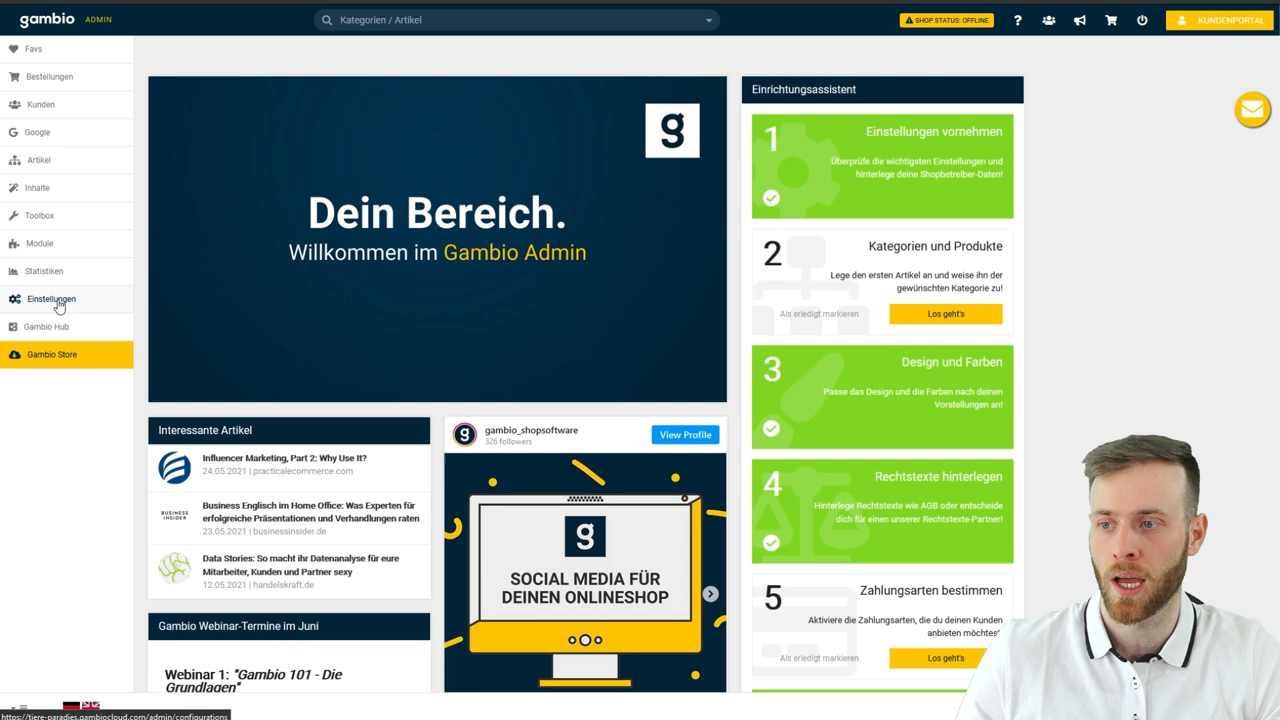 gambio ADMIN
Kategorien / Artikel
SHOP STATUS: OFFLINE
?
KUNDENPORTAL
Favs
Bestellungen
Kunden
Google
Artikel
Inhalte
Toolbox
Module
Statistiken
Einstellungen
Gambio Hub
Gambio Store
g
Dein Bereich.
Willkommen im Gambio Admin
Interessante Artikel
Influencer Marketing, Part 2: Why Use It?
24.05.2021 | practicalecommerce.com
BUSINESS
INSIDER
Business Englisch im Home Office: Was Experten für
erfolgreiche Präsentationen und Verhandlungen raten
23.05.2021 | businessinsider.de
Data Stories: So macht ihr Datenanalyse für eure
Mitarbeiter, Kunden und Partner sexy
12.05.2021 | handelskraft.de
Gambio Webinar-Termine im Juni
Webinar 1: "Gambio 101 - Die
Grundlagen"
g
gambio_shopsoftware
326 followers
View Profile
g
SOCIAL MEDIA FÜR
DEINEN ONLINESHOP
Einrichtungsassistent
1
Einstellungen vornehmen
Überprüfe die wichtigsten Einstellungen und
hinterlege deine Shopbetreiber-Daten!
2
Kategorien und Produkte
Lege den ersten Artikel an und weise ihn der
gewünschten Kategorie zu!
Als erledigt markieren
Los geht's
3
Design und Farben
Passe das Design und die Farben nach deinen
Vorstellungen an!
4
Rechtstexte hinterlegen
Hinterlege Rechtstexte wie AGB oder entscheide
dich für einen unserer Rechtstexte-Partner!
5
Zahlungsarten bestimmen
Aktiviere die Zahlungsarten, die du deinen Kunden
anbieten möchtest
Als erledigt markieren
Los geht's
https://tiere-paradies.gambiocloud.com/admin/configurations